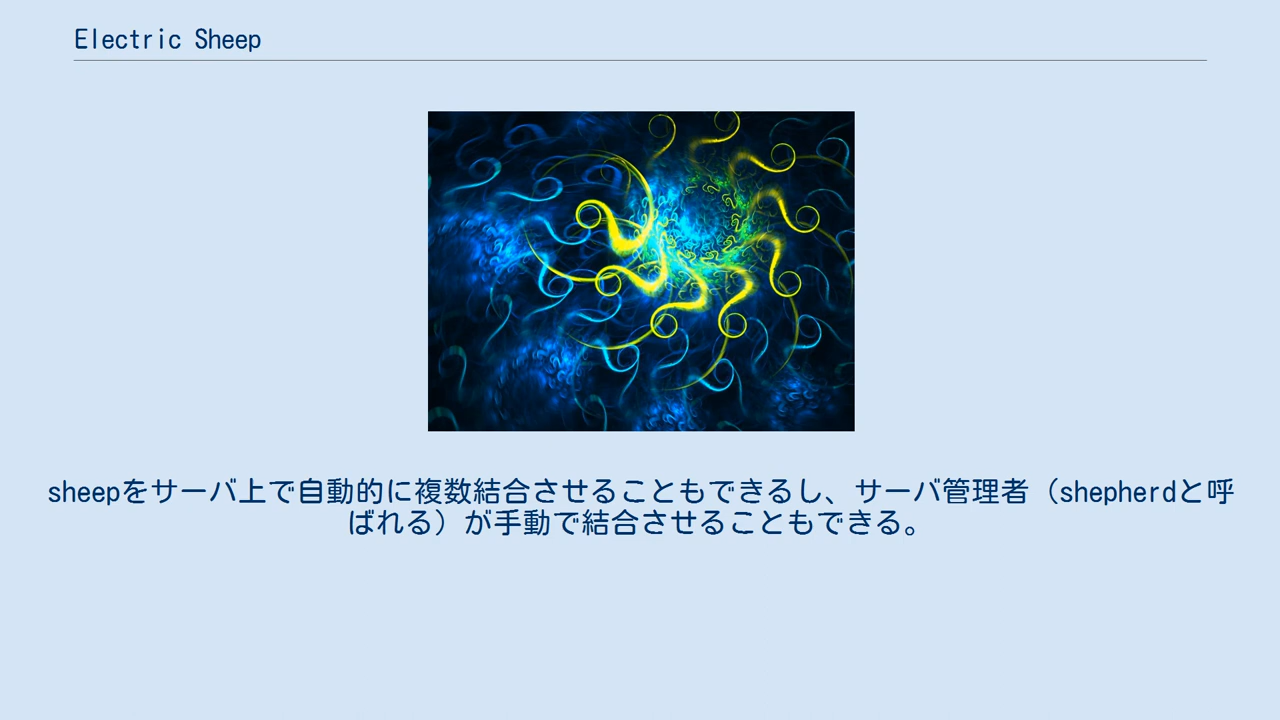 Electric Sheep
sheepをサーバ上で自動的に複数結合させることもできるし、サーバ管理者（shepherdと呼
ばれる）が手動で結合させることもできる。